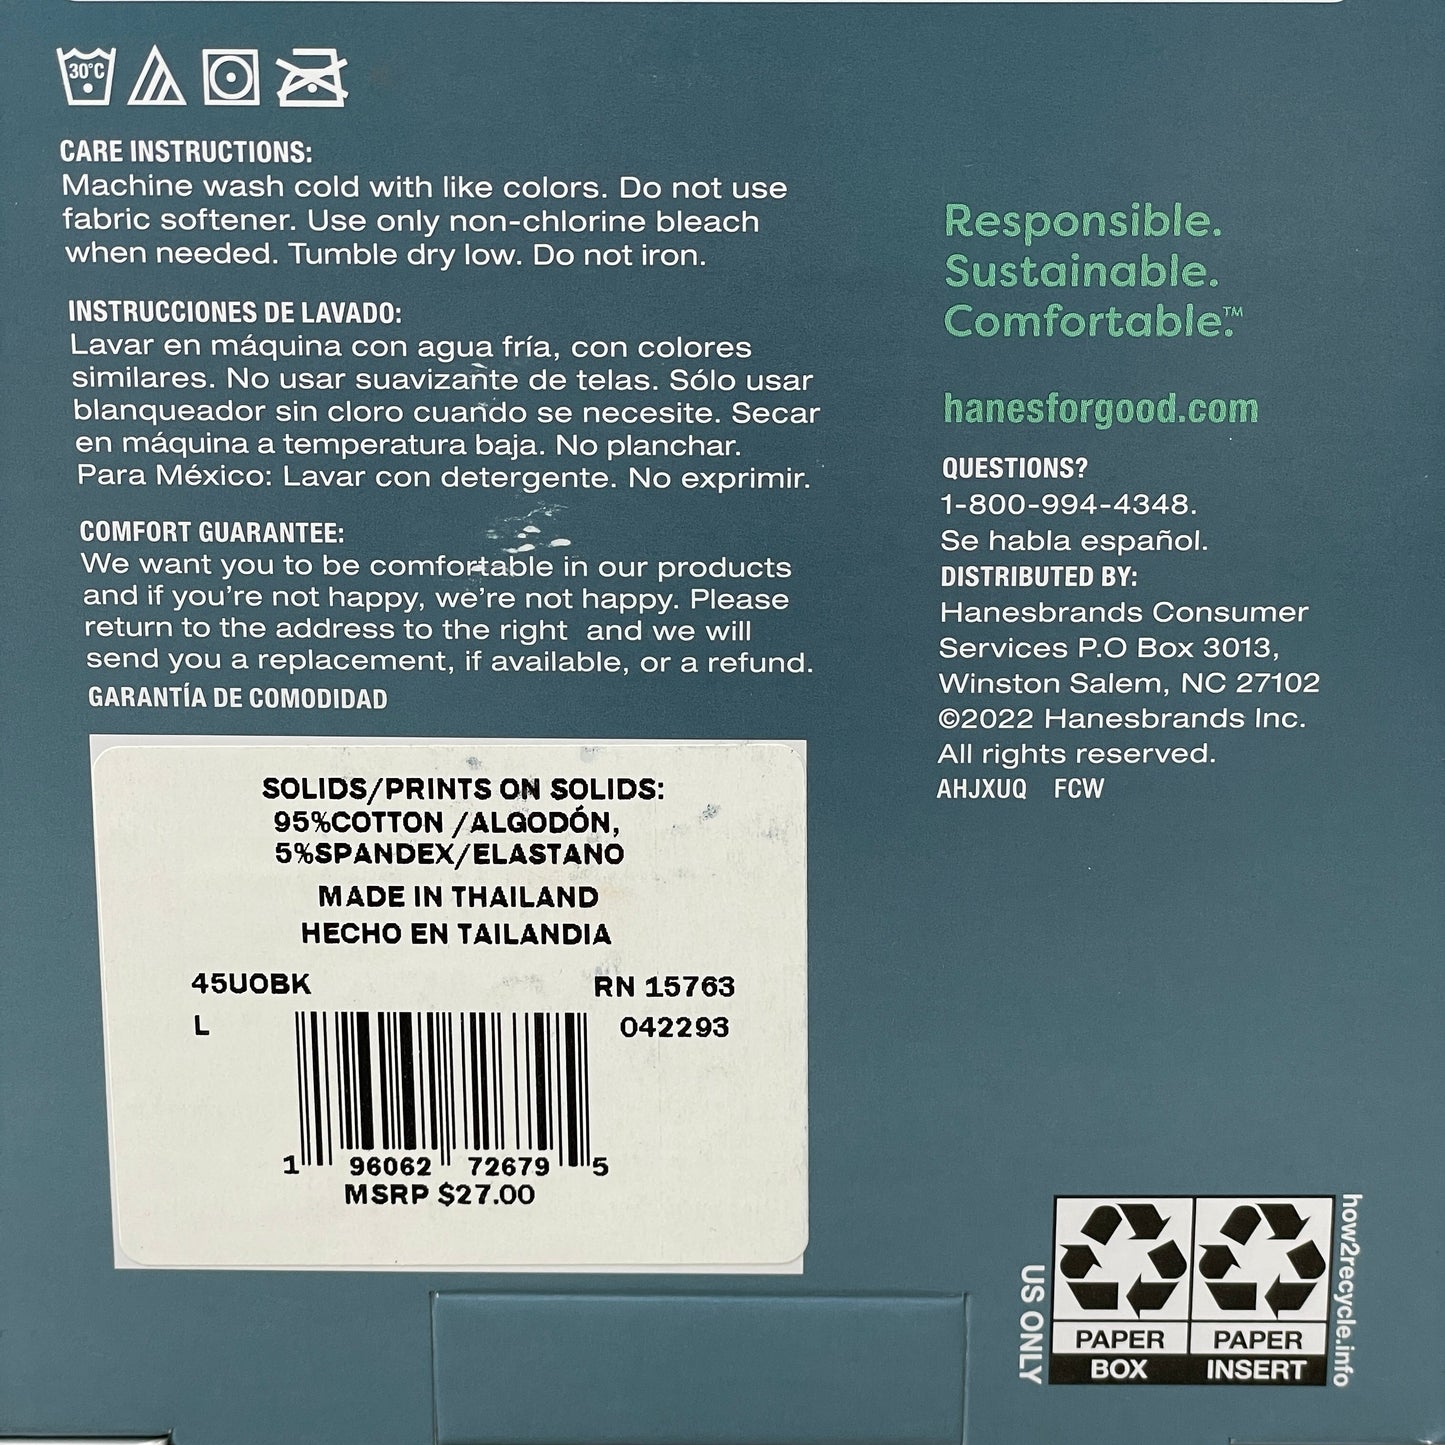 30°C
CARE INSTRUCTIONS:
Machine wash cold with like colors. Do not use
fabric softener. Use only non-chlorine bleach
when needed. Tumble dry low. Do not iron.
INSTRUCCIONES DE LAVADO:
Lavar en máquina con agua fría, con colores
similares. No usar suavizante de telas. Sólo usar
blanqueador sin cloro cuando se necesite. Secar
en máquina a temperatura baja. No planchar.
Para México: Lavar con detergente. No exprimir.
COMFORT GUARANTEE:
We want you to be comfortable in our products
and if you're not happy, we're not happy. Please
return to the address to the right and we will
send you a replacement, if available, or a refund.
GARANTÍA DE COMODIDAD
SOLIDS/PRINTS ON SOLIDS:
95%COTTON /ALGODÓN,
5%SPANDEX/ELASTANO
MADE IN THAILAND
HECHO EN TAILANDIA
45UOBK RN 15763
L 042293
1 96062 72679 5
MSRP $27.00
Responsible.
Sustainable.
Comfortable.™
hanesforgood.com
QUESTIONS?
1-800-994-4348.
Se habla español.
DISTRIBUTED BY:
Hanesbrands Consumer
Services P.O Box 3013,
Winston Salem, NC 27102
©2022 Hanesbrands Inc.
All rights reserved.
AHJXUQ FCW
US ONLY
PAPER
BOX
PAPER
INSERT
how2recycle.info